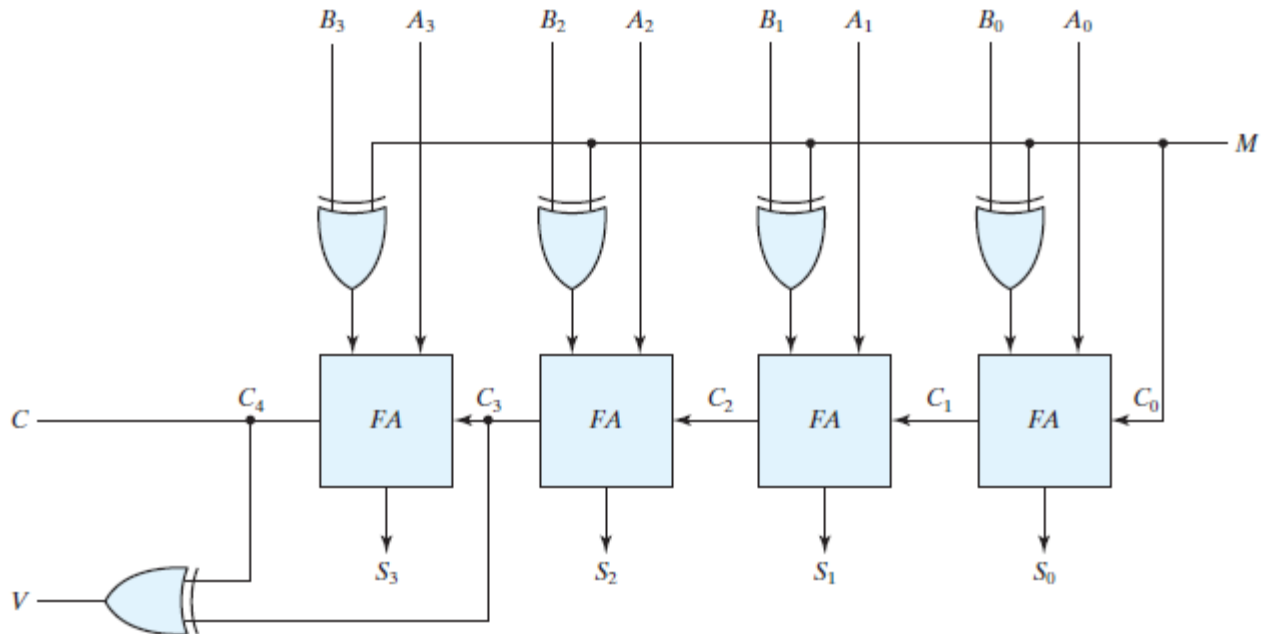 B₃ A₃ B₂ A₂ B₁ A₁ B₀ A₀
M
C₄ C₃ C₂ C₁ C₀
C FA FA FA FA
S₃ S₂ S₁ S₀
V